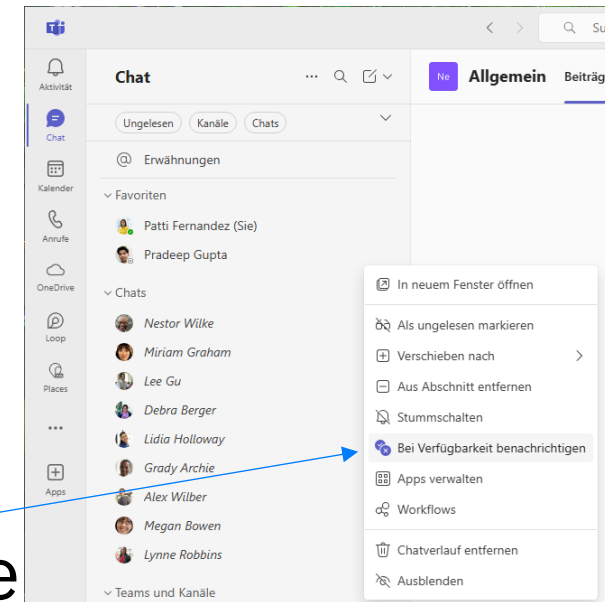 Su
Aktivität
Chat
Ne
Allgemein
Beiträg
Ungelesen
Kanäle
Chats
Chat
Erwähnungen
Kalender
Favoriten
Patti Fernandez (Sie)
Anrufe
Pradeep Gupta
OneDrive
In neuem Fenster öffnen
Chats
Nestor Wilke
Als ungelesen markieren
Loop
Miriam Graham
Verschieben nach
Lee Gu
Aus Abschnitt entfernen
Places
Debra Berger
Stummschalten
Lidia Holloway
Bei Verfügbarkeit benachrichtigen
Grady Archie
Apps verwalten
Apps
Alex Wilber
Workflows
Megan Bowen
Lynne Robbins
Chatverlauf entfernen
e
Ausblenden
Teams und Kanäle